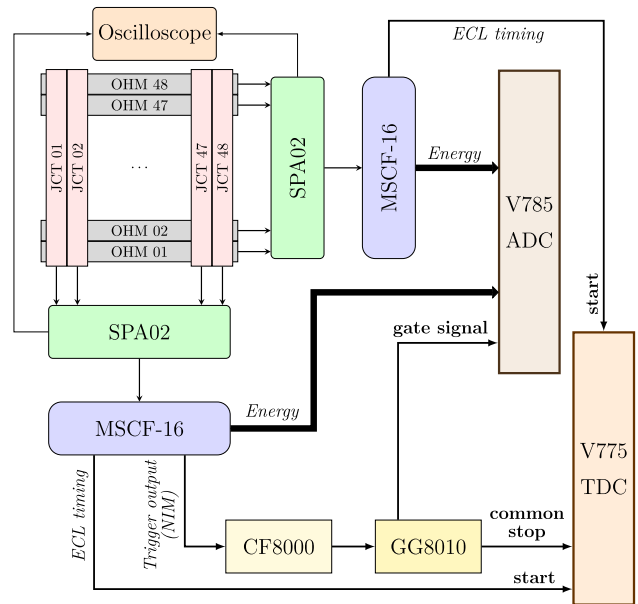 Oscilloscope
ECL timing
OHM 48
OHM 47
JCT 01
JCT 02
...
JCT 47
JCT 48
OHM 02
OHM 01
SPA02
MSCF-16
Energy
V785
ADC
start
SPA02
gate signal
MSCF-16
Energy
ECL timing
Trigger output
(NIM)
CF8000
GG8010
common
stop
start
V775
TDC